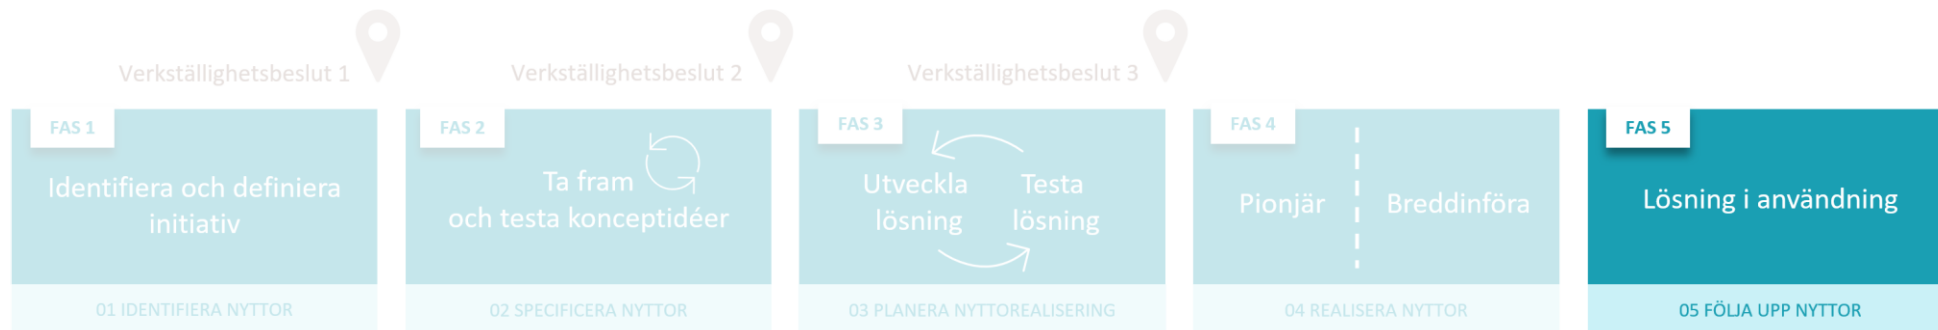 Verkställighetsbeslut 1
Verkställighetsbeslut 2
Verkställighetsbeslut 3
FAS 1
Identifiera och definiera
initiativ
01 IDENTIFIERA NYTTOR
FAS 2
Ta fram
och testa konceptidéer
02 SPECIFICERA NYTTOR
FAS 3
Utveckla
lösning
Testa
lösning
03 PLANERA NYTTOREALISERING
FAS 4
Pionjär
Breddinföra
04 REALISERA NYTTOR
FAS 5
Lösning i användning
05 FÖLJA UPP NYTTOR